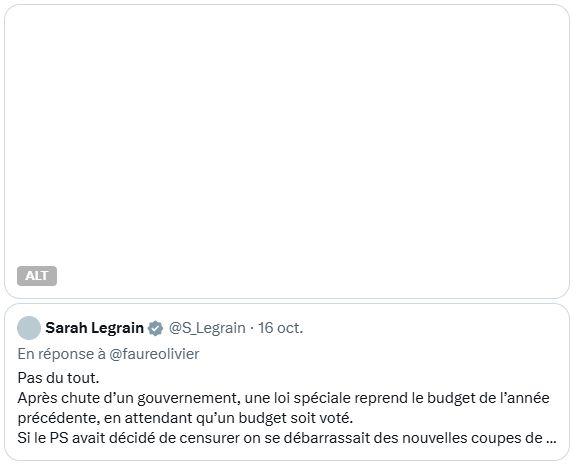 ALT
Sarah Legrain @S_Legrain · 16 oct.
En réponse à @faureolivier
Pas du tout.
Après chute d’un gouvernement, une loi spéciale reprend le budget de l’année
précédente, en attendant qu’un budget soit voté.
Si le PS avait décidé de censurer on se débarrassait des nouvelles coupes de ...